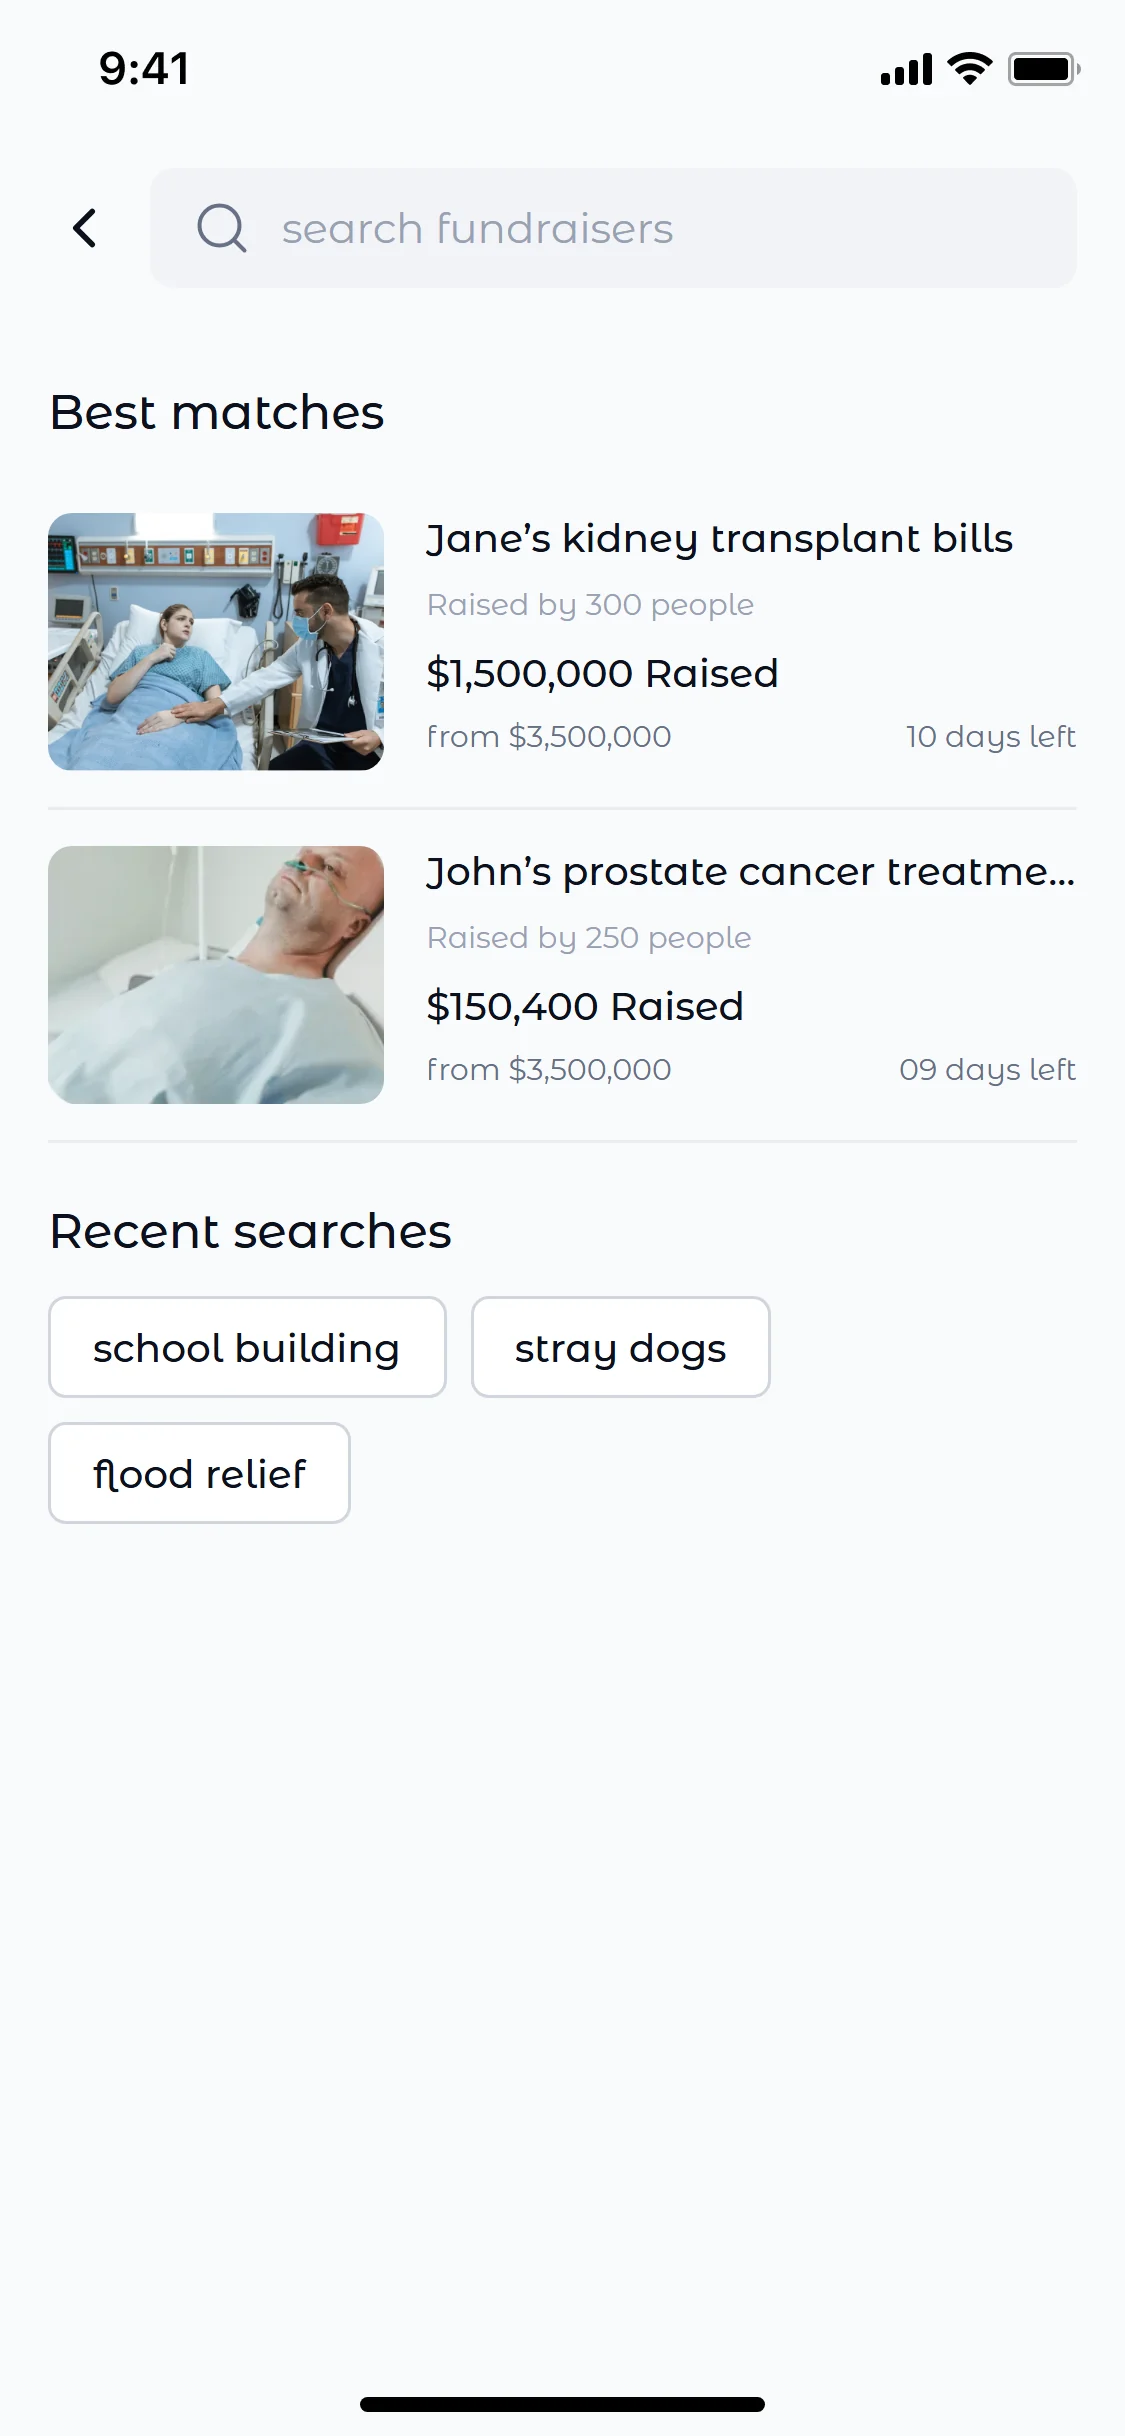 9:41
search fundraisers
Best matches
Jane’s kidney transplant bills
Raised by 300 people
$1,500,000 Raised
from $3,500,000 10 days left
John’s prostate cancer treatme...
Raised by 250 people
$150,400 Raised
from $3,500,000 09 days left
Recent searches
school building stray dogs
flood relief